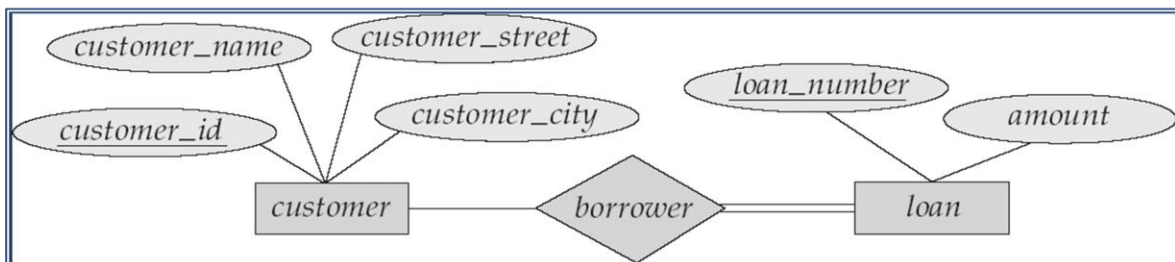 customer_name
customer_street
customer_id
customer_city
loan_number
amount
customer
borrower
loan